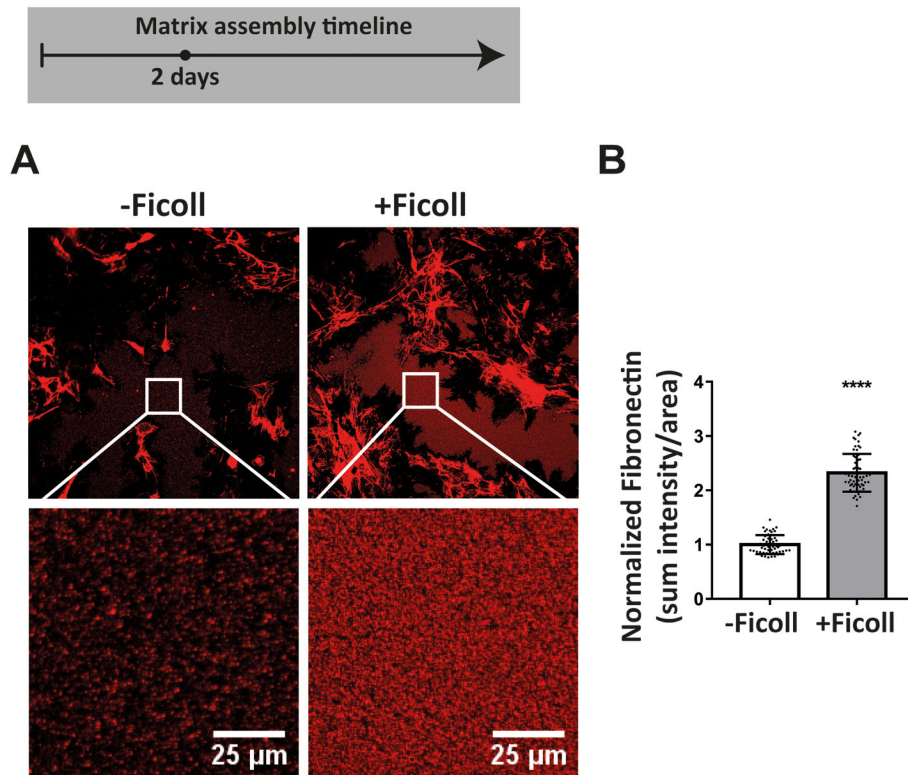 Matrix assembly timeline
2 days
A
B
-Ficoll
+Ficoll
25 μm
25 μm
Normalized Fibronectin
(sum intensity/area)
4
3
2
1
0
****
-Ficoll
+Ficoll